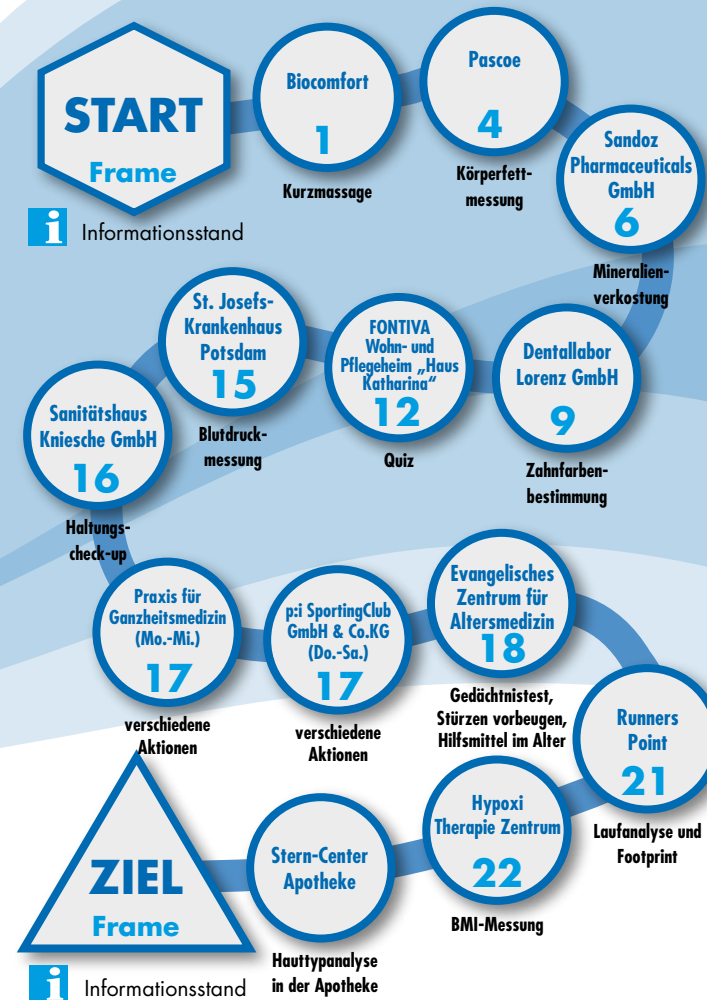 START
Frame
i Informationsstand
Biocomfort
1
Kurzmassage
Pascoe
4
Körperfett-
messung
Sandoz
Pharmaceuticals
GmbH
6
Mineralien-
verkostung
Dentallabor
Lorenz GmbH
9
Zahnfarben-
bestimmung
FONTIVA
Wohn- und
Pflegeheim „Haus
Katharina“
12
Quiz
St. Josefs-
Krankenhaus
Potsdam
15
Blutdruck-
messung
Sanitätshaus
Kniesche GmbH
16
Haltungs-
check-up
Praxis für
Ganzheitsmedizin
(Mo.-Mi.)
17
verschiedene
Aktionen
p:i SportingClub
GmbH & Co.KG
(Do.-Sa.)
17
verschiedene
Aktionen
Evangelisches
Zentrum für
Altersmedizin
18
Gedächtnistest,
Stürzen vorbeugen,
Hilfsmittel im Alter
Runners
Point
21
Laufanalyse und
Footprint
Hypoxi
Therapie Zentrum
22
BMI-Messung
Stern-Center
Apotheke
Hauttypanalyse
in der Apotheke
ZIEL
Frame
i Informationsstand